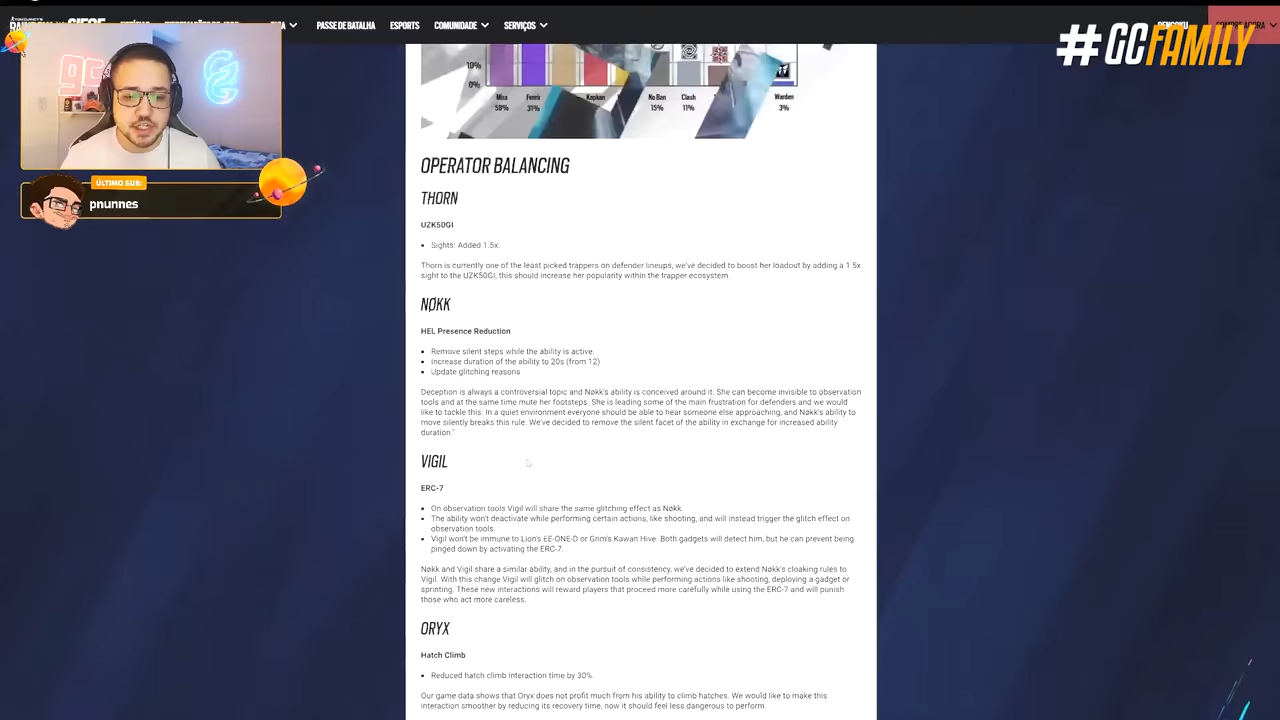 PASSE DE BATALHA
ESPORTS
COMUNIDADE
SERVIÇOS
#GCFAMILY
gc
ÚLTIMO SUB:
pnunnes
10%
0%
Misa
Fenrir
Kapkan
No Ban
Clash
Warden
50%
31%
15%
11%
3%
OPERATOR BALANCING
THORN
UZK50GI
• Sights: Added 1.5x.
Thorn is currently one of the least picked trappers on defender lineups, we've decided to boost her loadout by adding a 1.5x
sight to the UZK50GI, this should increase her popularity within the trapper ecosystem.
NØKK
HEL Presence Reduction
• Remove silent steps while the ability is active.
• Increase duration of the ability to 20s (from 12)
• Update glitching reasons
Deception is always a controversial topic and Nøkk's ability is conceived around it. She can become invisible to observation
tools and at the same time mute her footsteps. She is leading some of the main frustration for defenders and we would
like to tackle this. In a quiet environment everyone should be able to hear someone else approaching, and Nøkk's ability to
move silently breaks this rule. We've decided to remove the silent facet of the ability in exchange for increased ability
duration."
VIGIL
ERC-7
• On observation tools Vigil will share the same glitching effect as Nøkk.
• The ability won't deactivate while performing certain actions, like shooting, and will instead trigger the glitch effect on
observation tools.
• Vigil won't be immune to Lion's EE-ONE-D or Grim's Kawan Hive. Both gadgets will detect him, but he can prevent being
pinged down by activating the ERC-7.
Nøkk and Vigil share a similar ability, and in the pursuit of consistency, we've decided to extend Nøkk's cloaking rules to
Vigil. With this change Vigil will glitch on observation tools while performing actions like shooting, deploying a gadget or
sprinting. These new interactions will reward players that proceed more carefully while using the ERC-7 and will punish
those who act more careless.
ORYX
Hatch Climb
• Reduced hatch climb interaction time by 30%.
Our game data shows that Oryx does not profit much from his ability to climb hatches. We would like to make this
interaction smoother by reducing its recovery time, now it should feel less dangerous to perform.